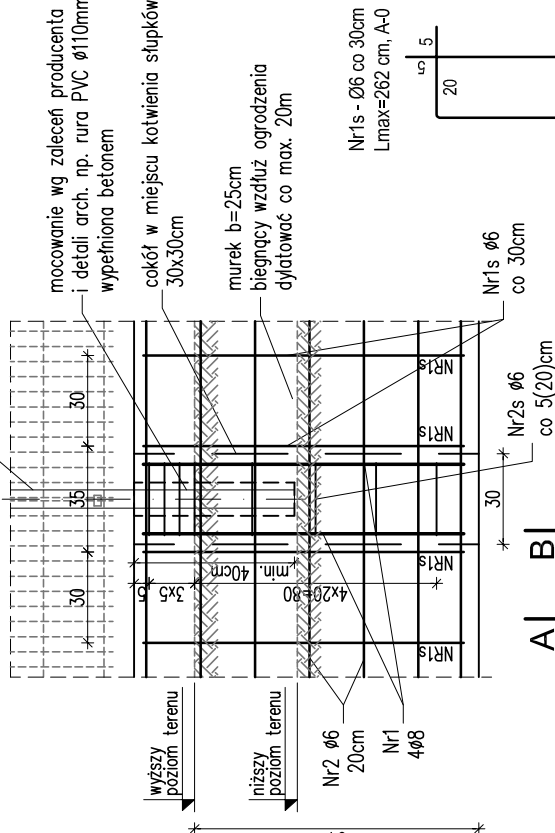 mocowanie wg zaleceń producenta
i detali arch. np. rura PVC ø110mm
wypełniona betonem
cokół w miejscu kotwienia słupków
30x30cm
murek b=25cm
biegnący wzdłuż ogrodzenia
dylatować co max. 20m
Nr1s - Ø6 co 30cm
Lmax=262 cm, A-0
5
5
20
30
35
30
NR1s
NR1s
NR1s
NR1s
5
3x5
min. 40cm
4x20=80
30
Nr1s ø6
co 30cm
Nr2s ø6
co 5(20)cm
wyższy
poziom terenu
niższy
poziom terenu
Nr2 ø6
20cm
Nr1
4ø8
A
B